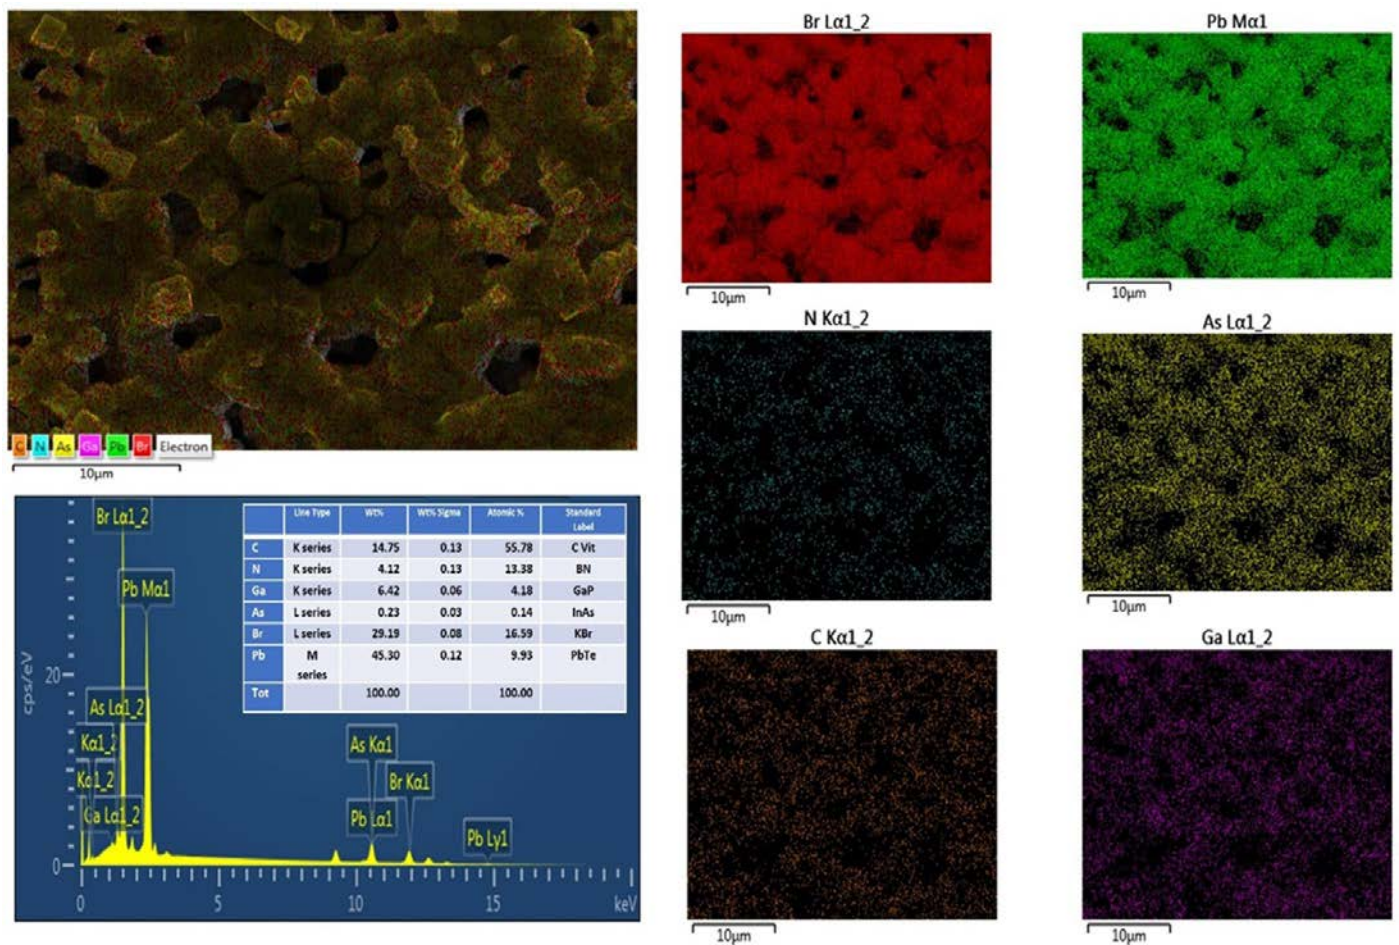 C N As Ga Pb Br Electron
10μm
Br Lα1_2
10μm
Pb Mα1
10μm
N Kα1_2
10μm
As Lα1_2
10μm
C Kα1_2
10μm
Ga Lα1_2
10μm
Br Lα1_2
Pb Mα1
As Lα1_2
Kα1_2
Kα1_2
Ga Lα1_2
As Kα1
Br Kα1
Pb Lα1
Pb Lγ1
cps/eV
20
0
0 5 10 15 keV
Line Type Wt% Wt% Sigma Atomic % Standard Label
C K series 14.75 0.13 55.78 C Vit
N K series 4.12 0.13 13.38 BN
Ga K series 6.42 0.06 4.18 GaP
As L series 0.23 0.03 0.14 InAs
Br L series 29.19 0.08 16.59 KBr
Pb M series 45.30 0.12 9.93 PbTe
Tot 100.00 100.00